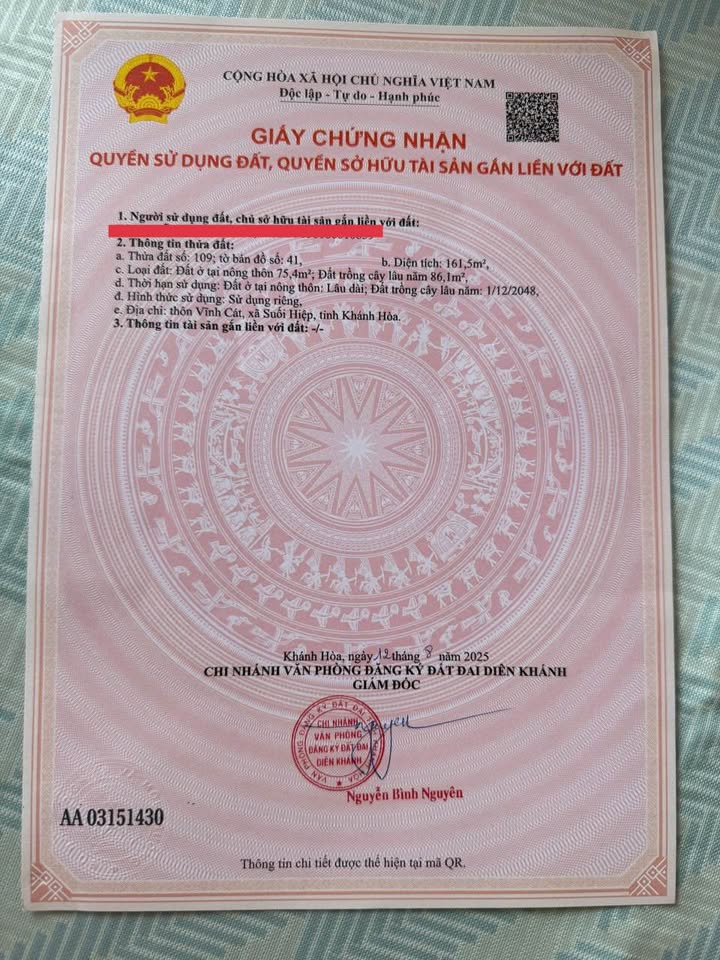 CỘNG HÒA XÃ HỘI CHỦ NGHĨA VIỆT NAM
Độc lập - Tự do - Hạnh phúc
GIẤY CHỨNG NHẬN
QUYỀN SỬ DỤNG ĐẤT, QUYỀN SỞ HỮU TÀI SẢN GẮN LIỀN VỚI ĐẤT
1. Người sử dụng đất, chủ sở hữu tài sản gắn liền với đất:
2. Thông tin thửa đất:
a. Thửa đất số: 109; tờ bản đồ số: 41, b. Diện tích: 161,5m²,
c. Loại đất: Đất ở tại nông thôn 75,4m²; Đất trồng cây lâu năm 86,1m²,
d. Thời hạn sử dụng: Đất ở tại nông thôn: Lâu dài; Đất trồng cây lâu năm: 1/12/2048,
đ. Hình thức sử dụng: Sử dụng riêng,
e. Địa chỉ: thôn Vĩnh Cát, xã Suối Hiệp, tỉnh Khánh Hòa.
3. Thông tin tài sản gắn liền với đất: -/-
Khánh Hòa, ngày 12 tháng 8 năm 2025
CHI NHÁNH VĂN PHÒNG ĐĂNG KÝ ĐẤT ĐAI DIÊN KHÁNH
GIÁM ĐỐC
CHI NHÁNH
VĂN PHÒNG
ĐĂNG KÝ ĐẤT ĐAI
DIÊN KHÁNH
Nguyễn Bình Nguyên
AA 03151430
Thông tin chi tiết được thể hiện tại mã QR.